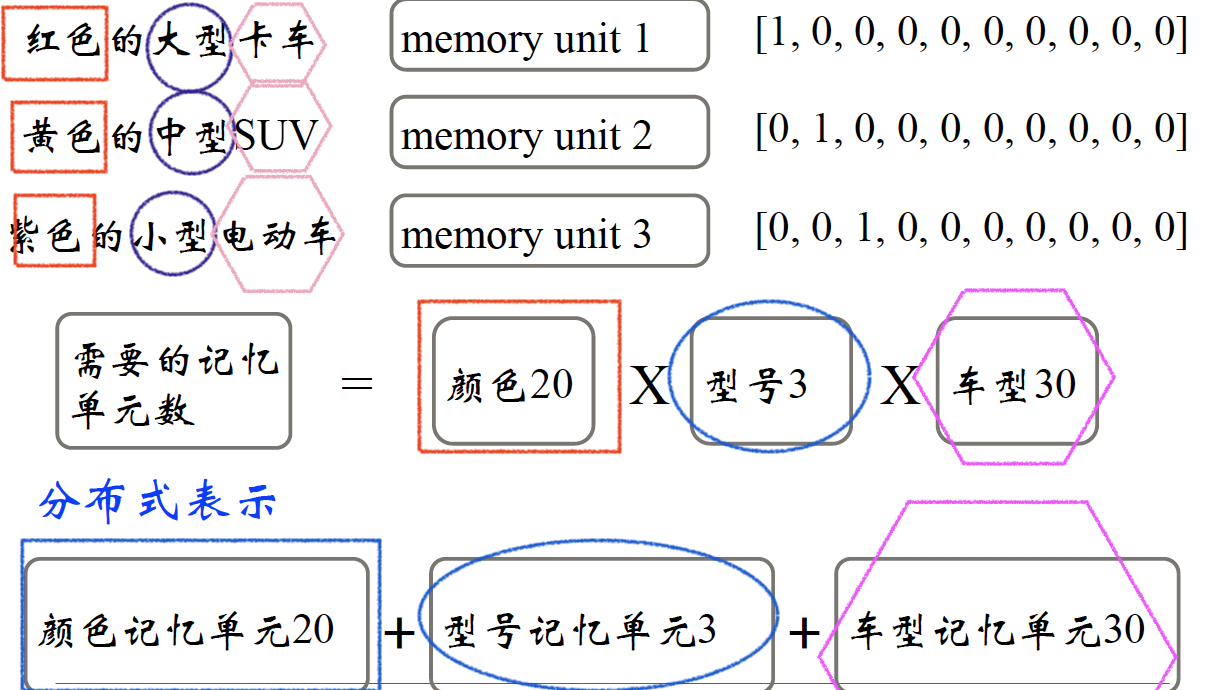 红色的大型卡车 memory unit 1 [1, 0, 0, 0, 0, 0, 0, 0, 0, 0]
黄色的中型SUV memory unit 2 [0, 1, 0, 0, 0, 0, 0, 0, 0, 0]
紫色的小型电动车 memory unit 3 [0, 0, 1, 0, 0, 0, 0, 0, 0, 0]
需要的记忆
单元数 = 颜色20 X 型号3 X 车型30
分布式表示
颜色记忆单元20 + 型号记忆单元3 + 车型记忆单元30